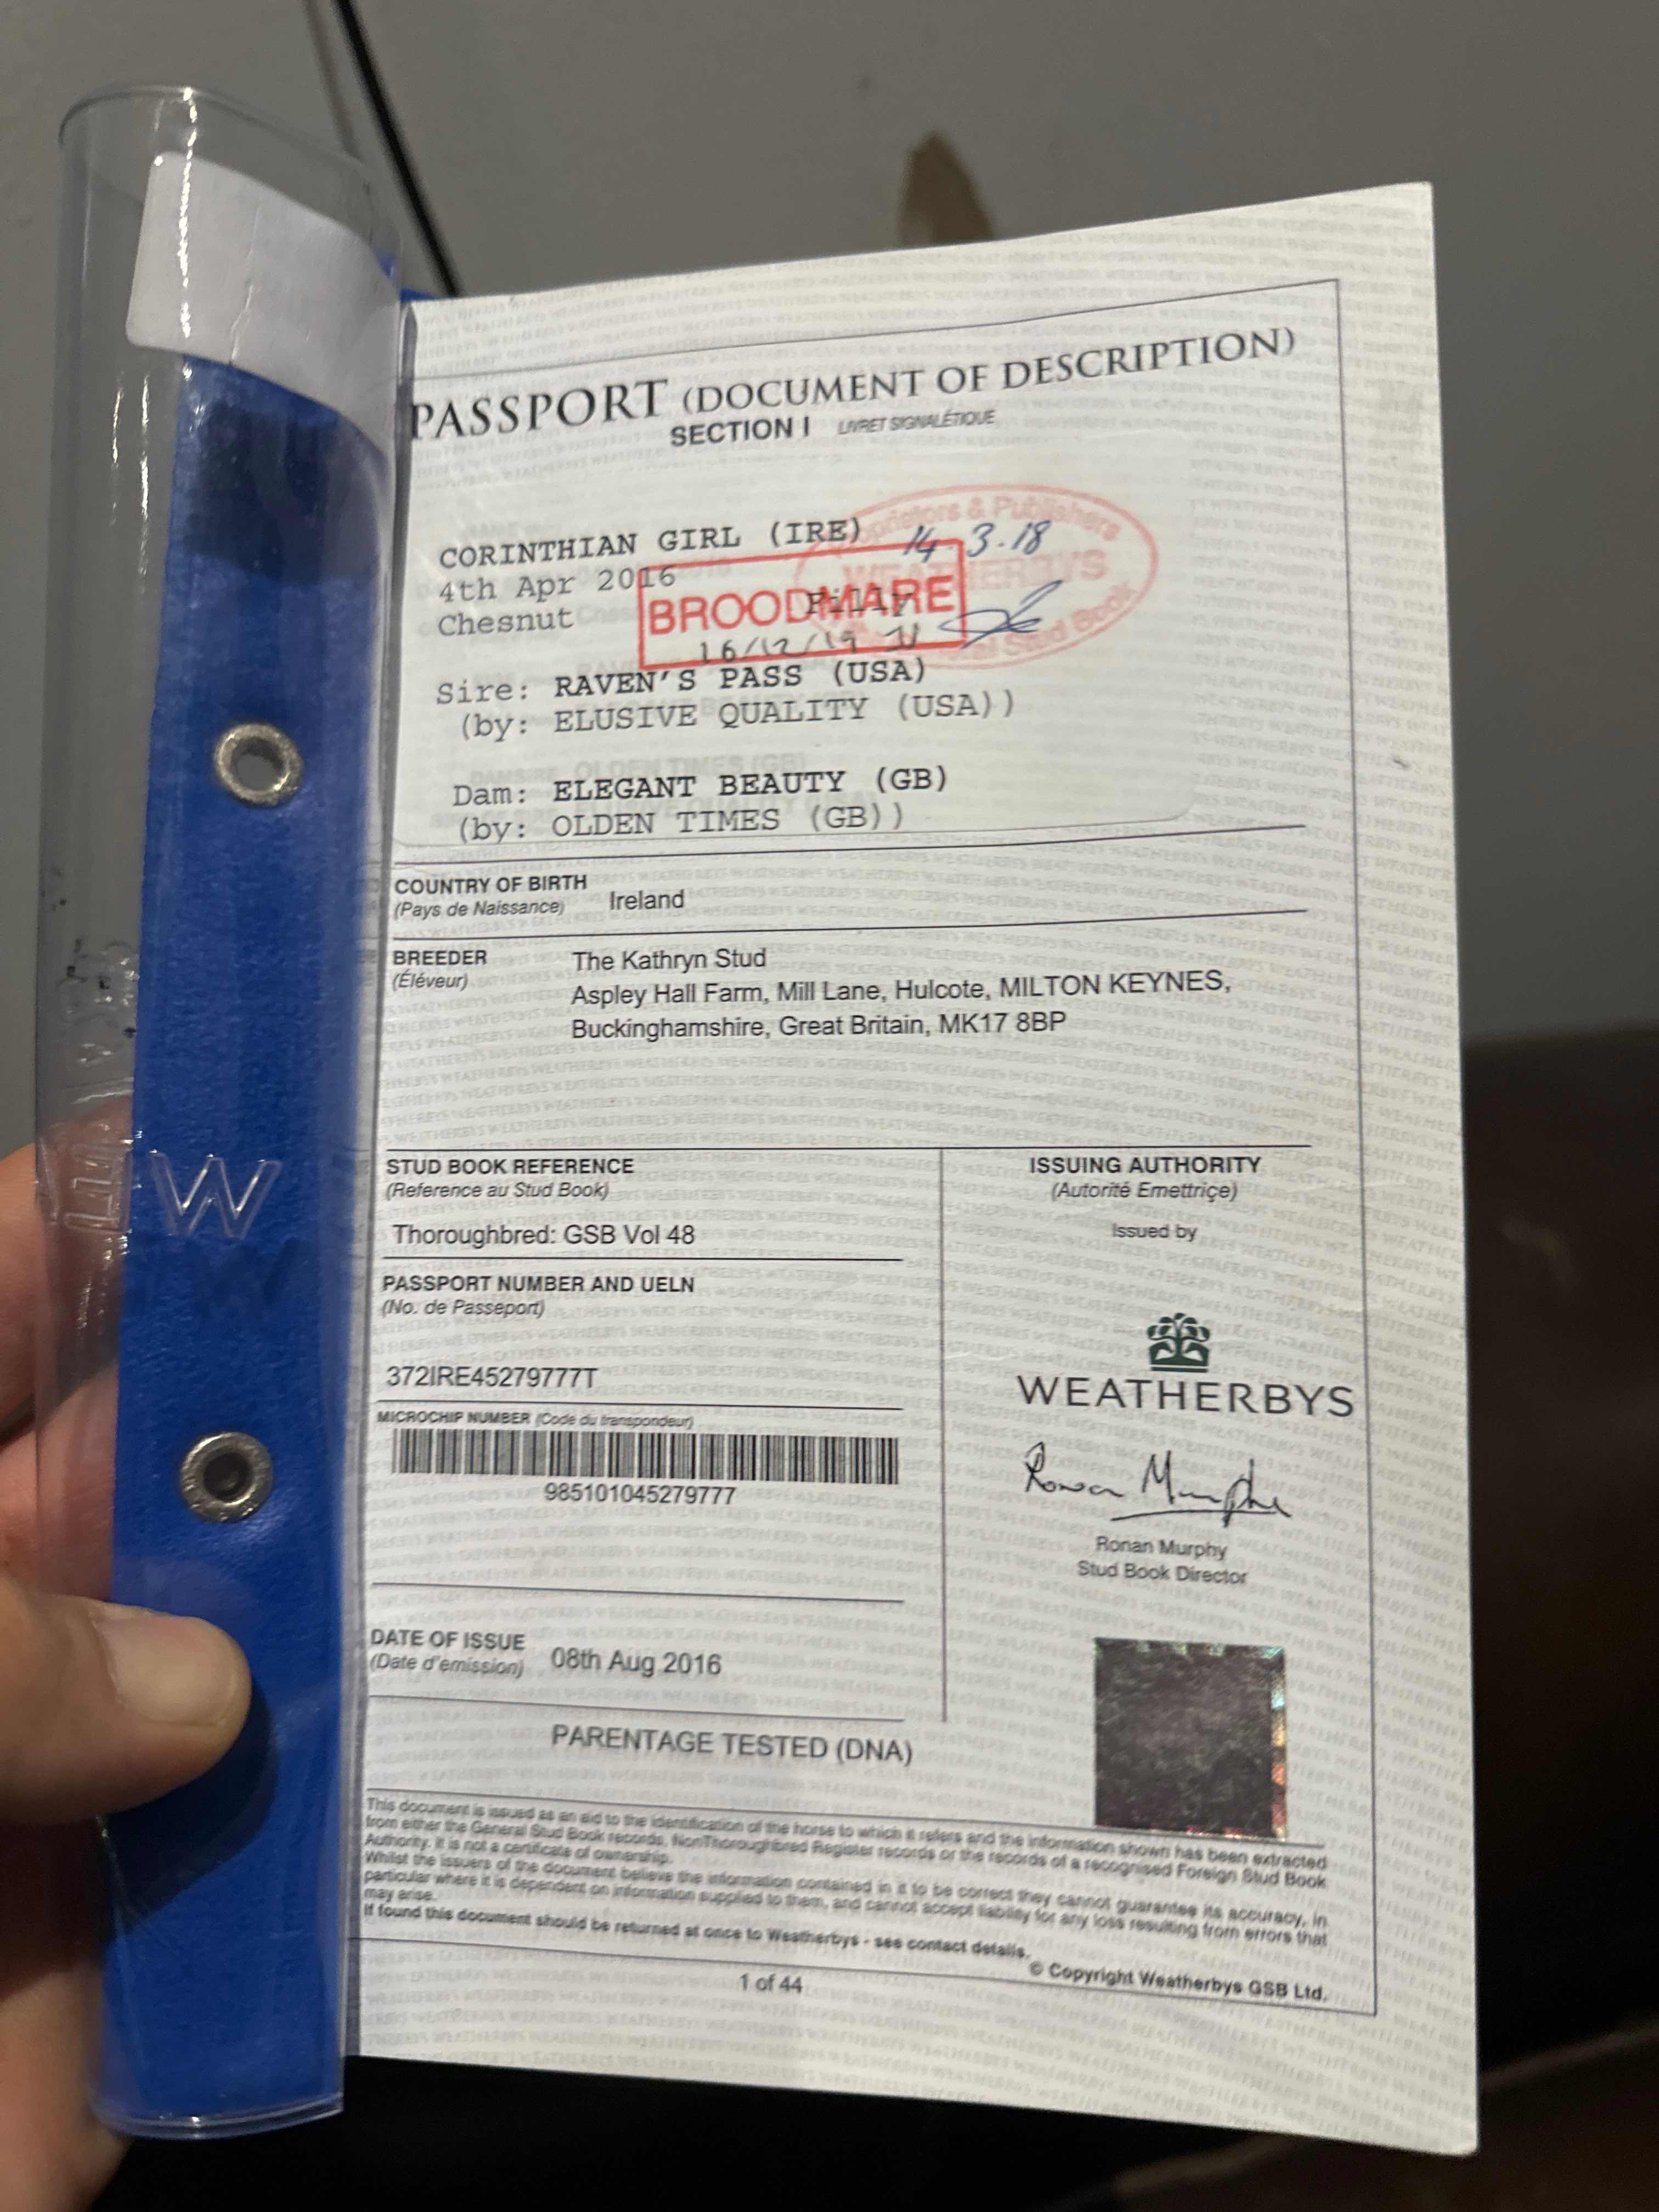 PASSPORT (DOCUMENT OF DESCRIPTION)
SECTION I LIVRET SIGNALÉTIQUE
CORINTHIAN GIRL (IRE) 14.3.18
4th Apr 2016
Chesnut Filly
BROODMARE
16/12/19
Proprietors & Publishers
WEATHERBYS
Stud Book
Sire: RAVEN'S PASS (USA)
(by: ELUSIVE QUALITY (USA))
Dam: ELEGANT BEAUTY (GB)
(by: OLDEN TIMES (GB))
COUNTRY OF BIRTH Ireland
(Pays de Naissance)
BREEDER The Kathryn Stud
(Éléveur) Aspley Hall Farm, Mill Lane, Hulcote, MILTON KEYNES,
Buckinghamshire, Great Britain, MK17 8BP
STUD BOOK REFERENCE
(Reference au Stud Book)
Thoroughbred: GSB Vol 48
PASSPORT NUMBER AND UELN
(No. de Passeport)
372IRE45279777T
MICROCHIP NUMBER (Code du transpondeur)
985101045279777
DATE OF ISSUE 08th Aug 2016
(Date d'emission)
ISSUING AUTHORITY
(Autorité Emettriçe)
Issued by
WEATHERBYS
Ronan Murphy
Ronan Murphy
Stud Book Director
PARENTAGE TESTED (DNA)
This document is issued as an aid to the identification of the horse to which it refers and the information shown has been extracted
from either the General Stud Book records, NonThoroughbred Register records or the records of a recognised Foreign Stud Book
Authority. It is not a certificate of ownership.
Whilst the issuers of the document believe the information contained in it to be correct they cannot guarantee its accuracy, in
particular where it is dependent on information supplied to them, and cannot accept liability for any loss resulting from errors that
may arise.
If found this document should be returned at once to Weatherbys - see contact details.
© Copyright Weatherbys GSB Ltd.
1 of 44
W